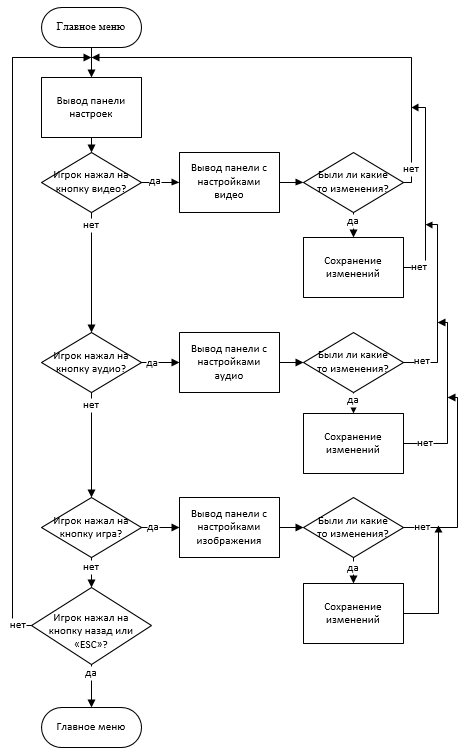 Главное меню
Вывод панели
настроек
Игрок нажал на
кнопку видео?
да
Вывод панели с
настройками
видео
Были ли какие
то изменения?
нет
да
нет
Сохранение
изменений
нет
Игрок нажал на
кнопку аудио?
да
Вывод панели с
настройками
аудио
Были ли какие
то изменения?
нет
да
нет
Сохранение
изменений
нет
Игрок нажал на
кнопку игра?
да
Вывод панели с
настройками
изображения
Были ли какие
то изменения?
нет
да
нет
Сохранение
изменений
Игрок нажал на
кнопку назад или
«ESC»?
нет
да
Главное меню